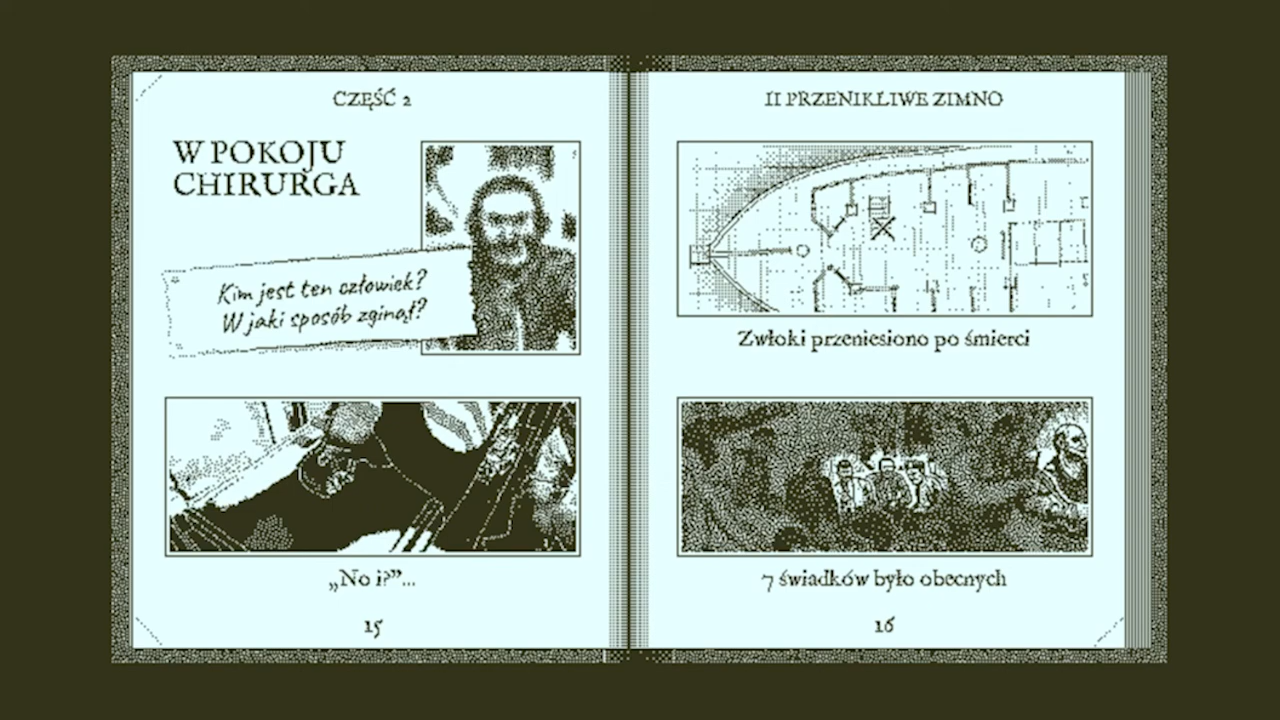 CZĘŚĆ 2
W POKOJU
CHIRURGA
Kim jest ten człowiek?
W jaki sposób zginął?
„No i?”...
15
II PRZENIKLIWE ZIMNO
Zwłoki przeniesiono po śmierci
7 świadków było obecnych
16